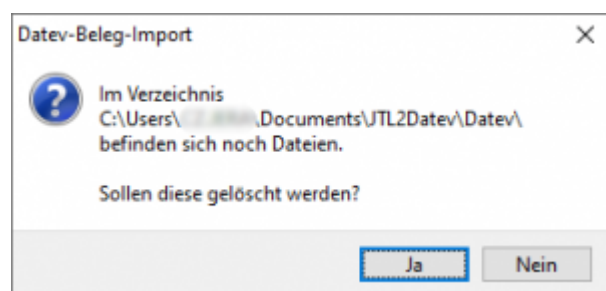 Datev-Beleg-Import
Im Verzeichnis
C:\Users\ .Documents\JTL2Datev\Datev\
befinden sich noch Dateien.
Sollen diese gelöscht werden?
Ja
Nein